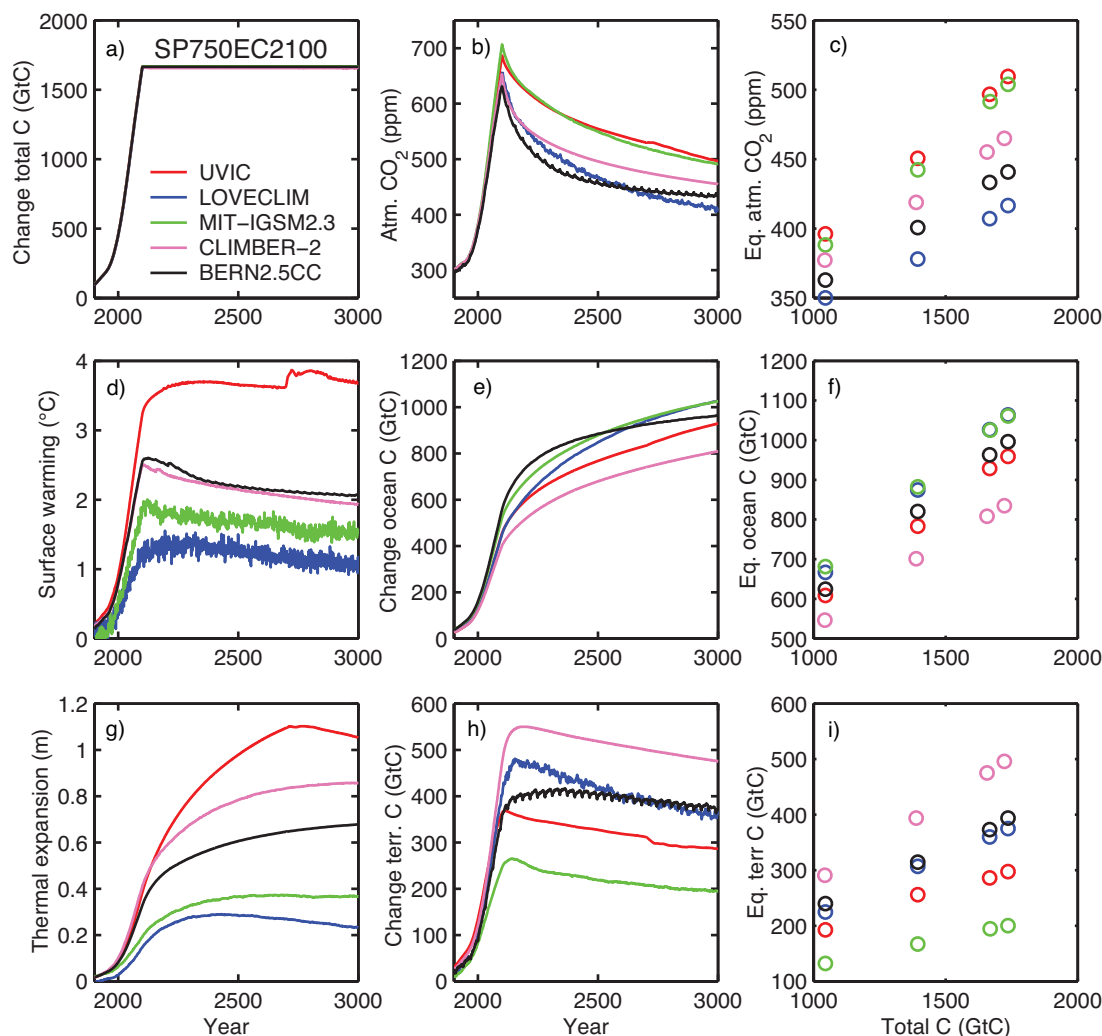 a) SP750EC2100
Change total C (GtC)
2000
1500
1000
500
0
UVIC
LOVECLIM
MIT−IGSM2.3
CLIMBER−2
BERN2.5CC
2000 2500 3000
b)
Atm. CO2 (ppm)
700
600
500
400
300
2000 2500 3000
c)
Eq. atm. CO2 (ppm)
550
500
450
400
350
1000 1500 2000
d)
Surface warming (°C)
4
3
2
1
0
2000 2500 3000
e)
Change ocean C (GtC)
1200
1000
800
600
400
200
0
2000 2500 3000
f)
Eq. ocean C (GtC)
1200
1100
1000
900
800
700
600
500
1000 1500 2000
g)
Thermal expansion (m)
1.2
1
0.8
0.6
0.4
0.2
0
2000 2500 3000
Year
h)
Change terr. C (GtC)
600
500
400
300
200
100
0
2000 2500 3000
Year
i)
Eq. terr C (GtC)
600
500
400
300
200
100
1000 1500 2000
Total C (GtC)